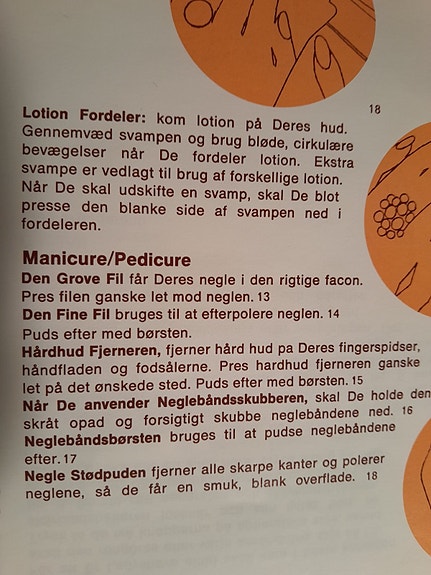 18
Lotion Fordeler: kom lotion på Deres hud.
Gennemvæd svampen og brug bløde, cirkulære
bevægelser når De fordeler lotion. Ekstra
svampe er vedlagt til brug af forskellige lotion.
Når De skal udskifte en svamp, skal De blot
presse den blanke side af svampen ned i
fordeleren.
Manicure/Pedicure
Den Grove Fil får Deres negle i den rigtige facon.
Pres filen ganske let mod neglen. 13
Den Fine Fil bruges til at efterpolere neglen. 14
Puds efter med børsten.
Hårdhud Fjerneren, fjerner hård hud pa Deres fingerspidser,
håndfladen og fodsålerne. Pres hardhud fjerneren ganske
let på det ønskede sted. Puds efter med børsten. 15
Når De anvender Neglebåndsskubberen, skal De holde den
skråt opad og forsigtigt skubbe neglebåndene ned. 16
Neglebåndsbørsten bruges til at pudse neglebåndene
efter. 17
Negle Stødpuden fjerner alle skarpe kanter og polerer
neglene, så de får en smuk, blank overflade. 18